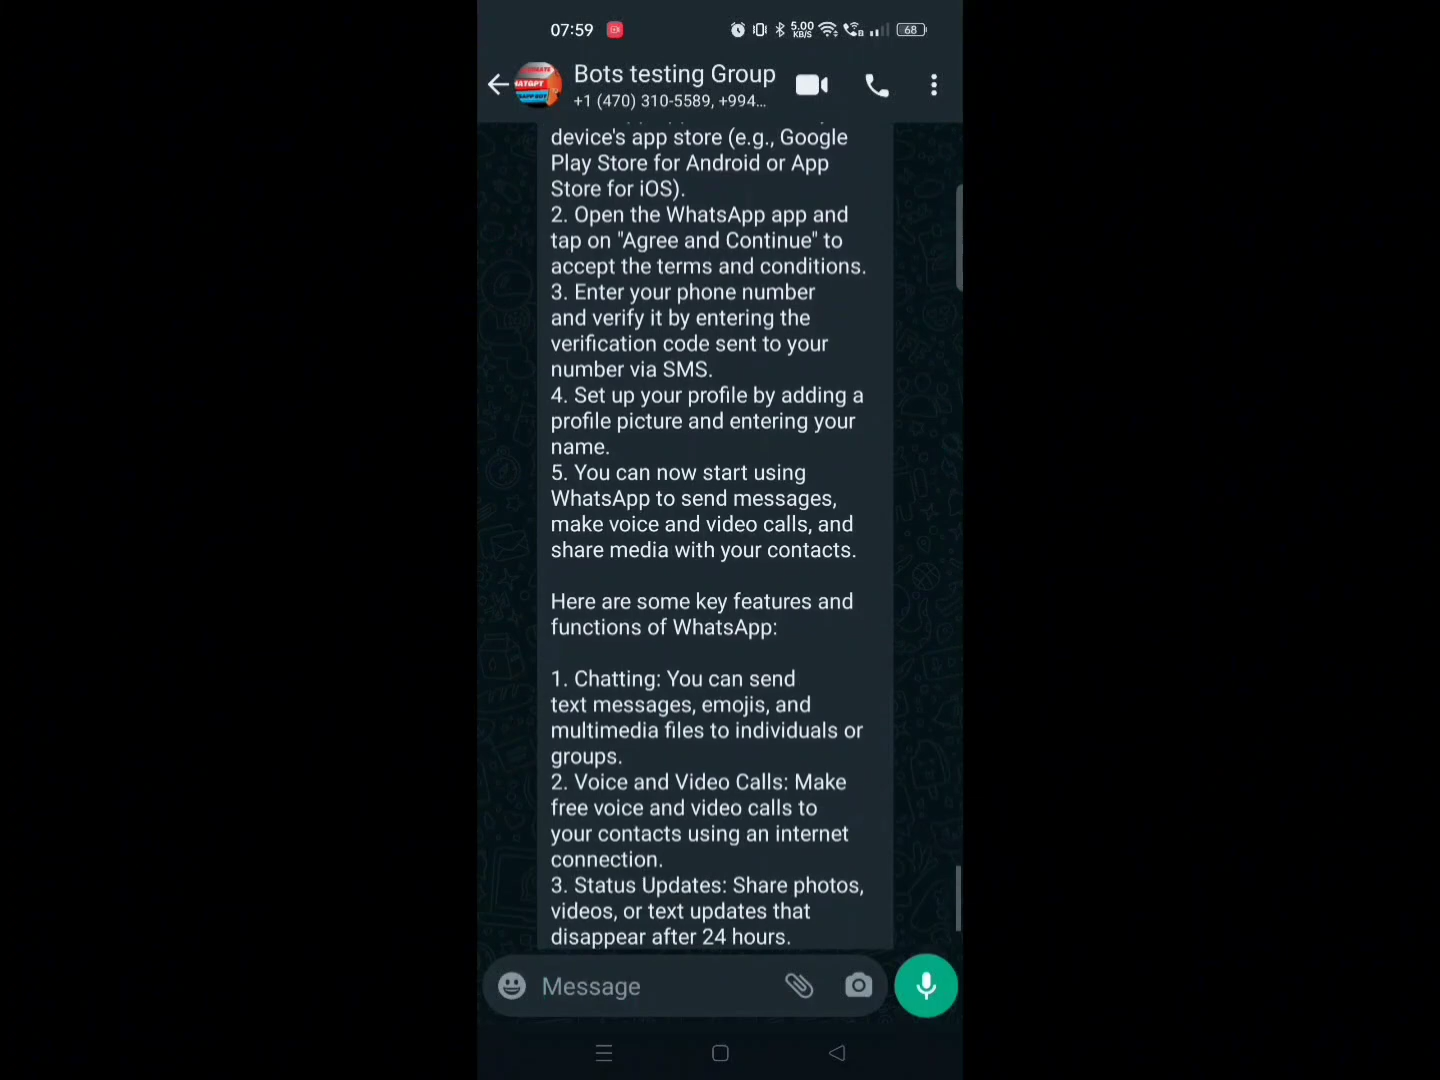 07:59
5.00
KB/S
68
Bots testing Group
+1 (470) 310-5589, +994...
device's app store (e.g., Google
Play Store for Android or App
Store for iOS).
2. Open the WhatsApp app and
tap on "Agree and Continue" to
accept the terms and conditions.
3. Enter your phone number
and verify it by entering the
verification code sent to your
number via SMS.
4. Set up your profile by adding a
profile picture and entering your
name.
5. You can now start using
WhatsApp to send messages,
make voice and video calls, and
share media with your contacts.
Here are some key features and
functions of WhatsApp:
1. Chatting: You can send
text messages, emojis, and
multimedia files to individuals or
groups.
2. Voice and Video Calls: Make
free voice and video calls to
your contacts using an internet
connection.
3. Status Updates: Share photos,
videos, or text updates that
disappear after 24 hours.
Message